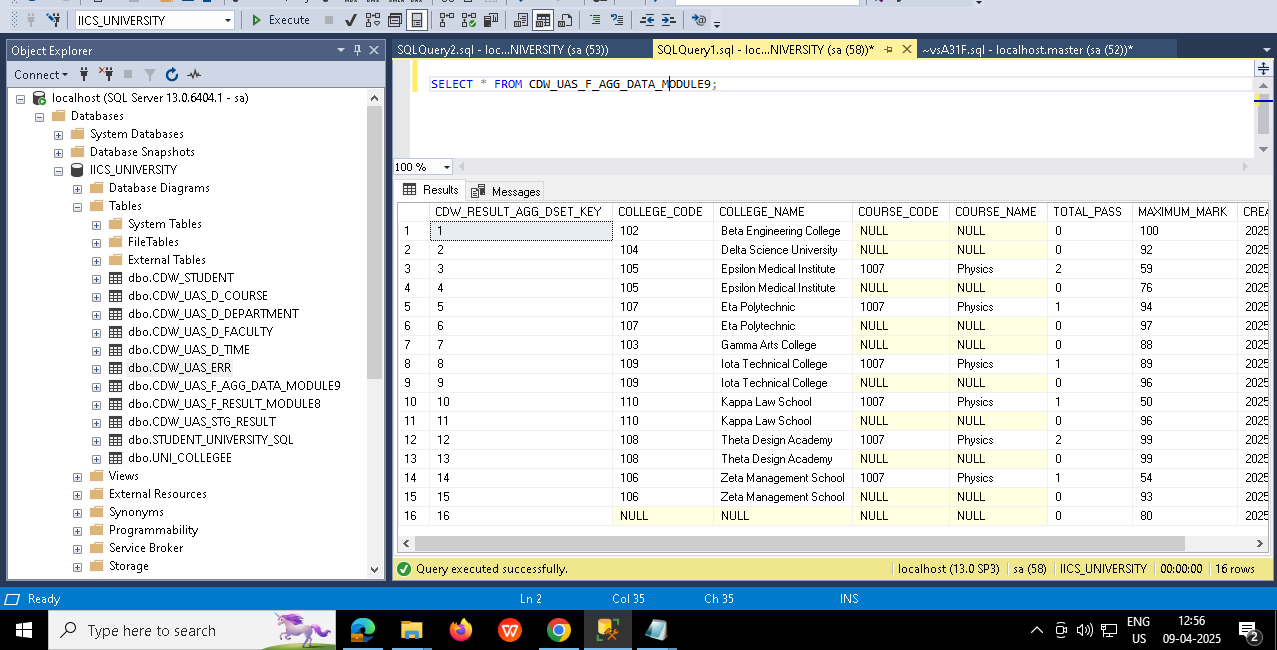 IICS_UNIVERSITY
Execute
Object Explorer
Connect
localhost (SQL Server 13.0.6404.1 - sa)
Databases
System Databases
Database Snapshots
IICS_UNIVERSITY
Database Diagrams
Tables
System Tables
FileTables
External Tables
dbo.CDW_STUDENT
dbo.CDW_UAS_D_COURSE
dbo.CDW_UAS_D_DEPARTMENT
dbo.CDW_UAS_D_FACULTY
dbo.CDW_UAS_D_TIME
dbo.CDW_UAS_ERR
dbo.CDW_UAS_F_AGG_DATA_MODULE9
dbo.CDW_UAS_F_RESULT_MODULE8
dbo.CDW_UAS_STG_RESULT
dbo.STUDENT_UNIVERSITY_SQL
dbo.UNI_COLLEGEE
Views
External Resources
Synonyms
Programmability
Service Broker
Storage
SQLQuery2.sql - loc...NIVERSITY (sa (53)) SQLQuery1.sql - loc...NIVERSITY (sa (58))* ~vsA31F.sql - localhost.master (sa (52))*
SELECT * FROM CDW_UAS_F_AGG_DATA_MODULE9;
100 %
Results Messages
CDW_RESULT_AGG_DSET_KEY COLLEGE_CODE COLLEGE_NAME COURSE_CODE COURSE_NAME TOTAL_PASS MAXIMUM_MARK CREA
1 1 102 Beta Engineering College NULL NULL 0 100 2025
2 2 104 Delta Science University NULL NULL 0 92 2025
3 3 105 Epsilon Medical Institute 1007 Physics 2 59 2025
4 4 105 Epsilon Medical Institute NULL NULL 0 76 2025
5 5 107 Eta Polytechnic 1007 Physics 1 94 2025
6 6 107 Eta Polytechnic NULL NULL 0 97 2025
7 7 103 Gamma Arts College NULL NULL 0 88 2025
8 8 109 Iota Technical College 1007 Physics 1 89 2025
9 9 109 Iota Technical College NULL NULL 0 96 2025
10 10 110 Kappa Law School 1007 Physics 1 50 2025
11 11 110 Kappa Law School NULL NULL 0 96 2025
12 12 108 Theta Design Academy 1007 Physics 2 99 2025
13 13 108 Theta Design Academy NULL NULL 0 99 2025
14 14 106 Zeta Management School 1007 Physics 1 54 2025
15 15 106 Zeta Management School NULL NULL 0 93 2025
16 16 NULL NULL NULL NULL 0 80 2025
Query executed successfully. localhost (13.0 SP3) sa (58) IICS_UNIVERSITY 00:00:00 16 rows
Ready Ln 2 Col 35 Ch 35 INS
Type here to search
ENG
US
12:56
09-04-2025
2